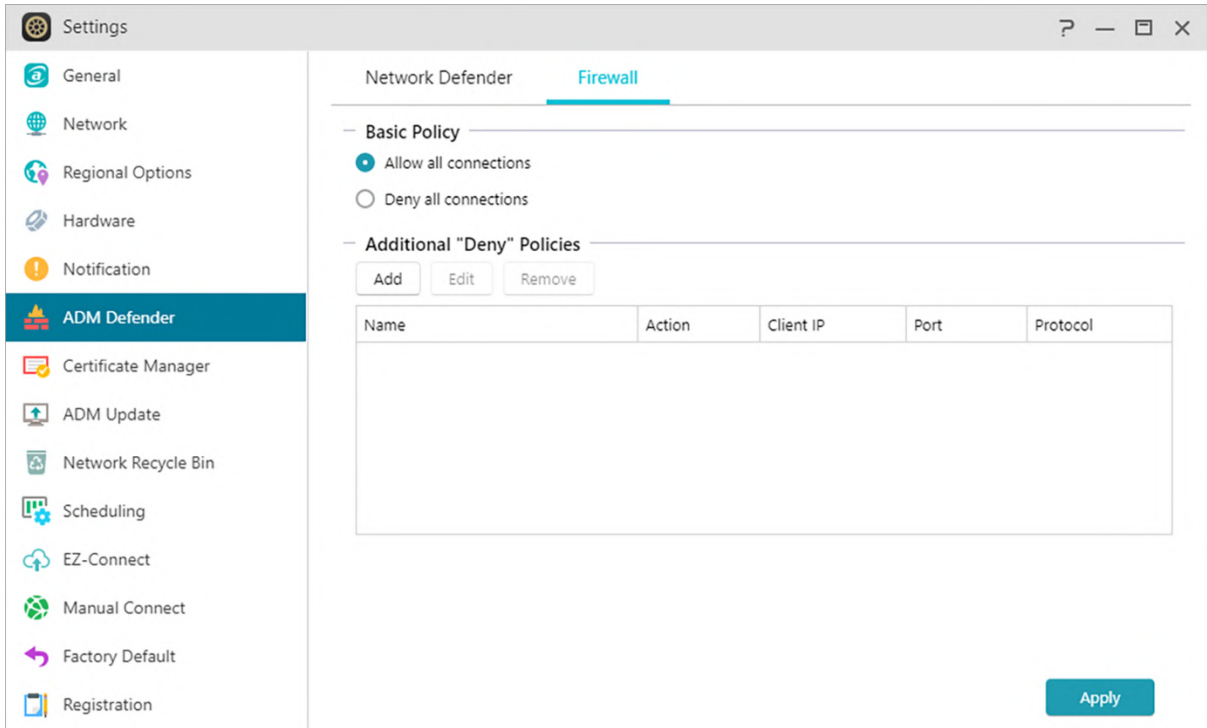 Settings
General
Network
Regional Options
Hardware
Notification
ADM Defender
Certificate Manager
ADM Update
Network Recycle Bin
Scheduling
EZ-Connect
Manual Connect
Factory Default
Registration
Network Defender Firewall
Basic Policy
Allow all connections
Deny all connections
Additional "Deny" Policies
Add Edit Remove
Name Action Client IP Port Protocol
Apply